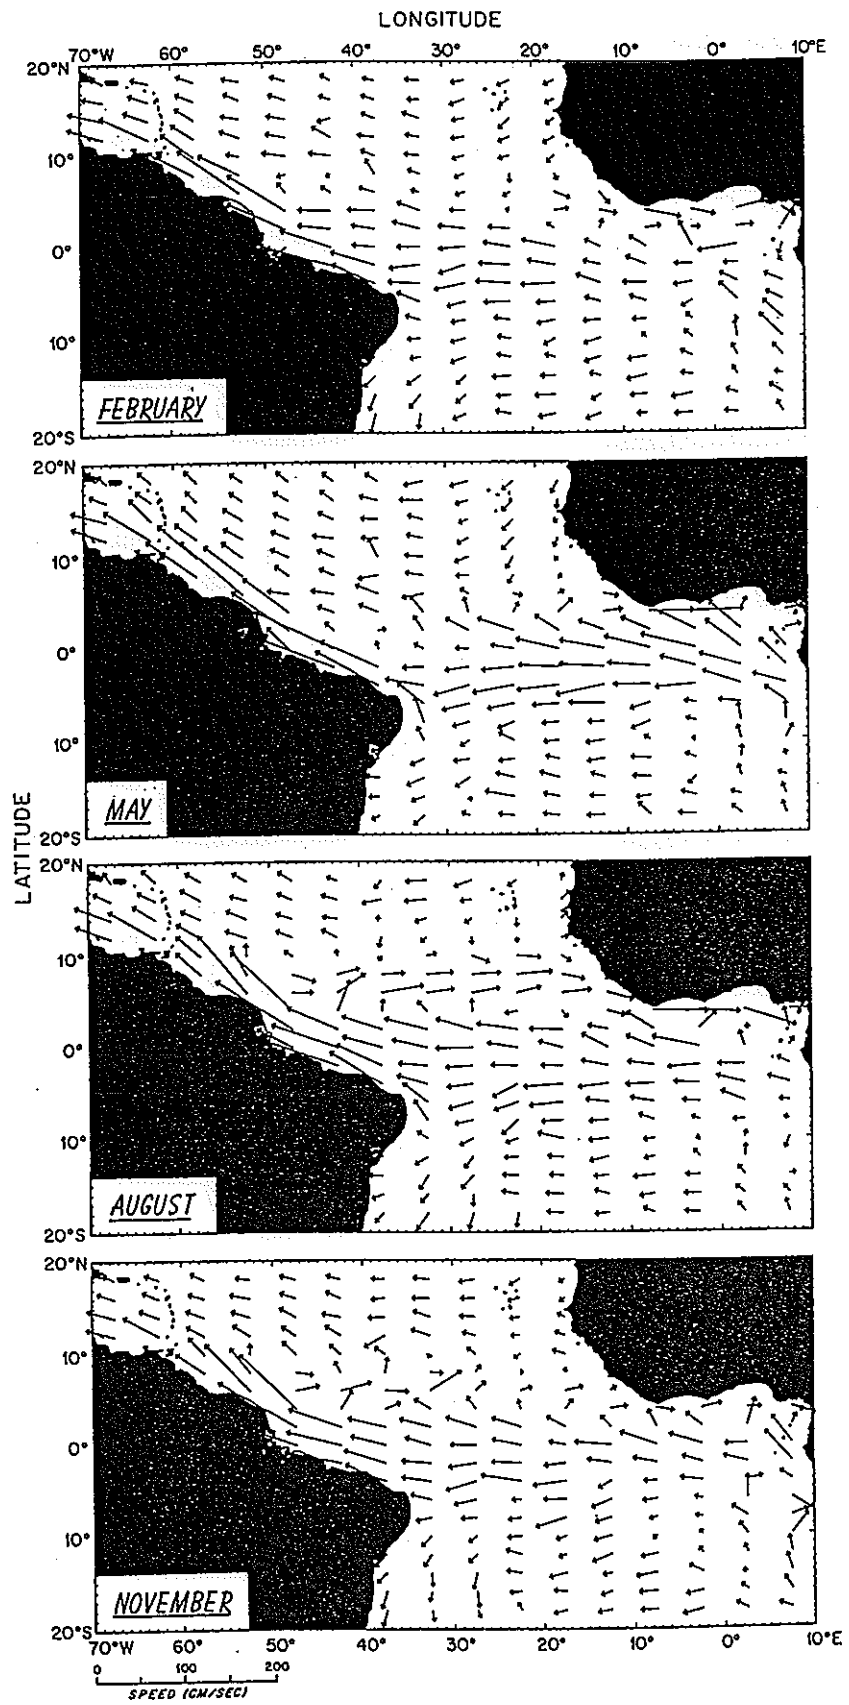 LONGITUDE
70°W 60° 50° 40° 30° 20° 10° 0° 10°E
20°N
10°
0°
10°
20°S
FEBRUARY
20°N
10°
0°
10°
20°S
MAY
LATITUDE
20°N
10°
0°
10°
20°S
AUGUST
20°N
10°
0°
10°
20°S
NOVEMBER
70°W 60° 50° 40° 30° 20° 10° 0° 10°E
0 100 200
SPEED (CM/SEC)